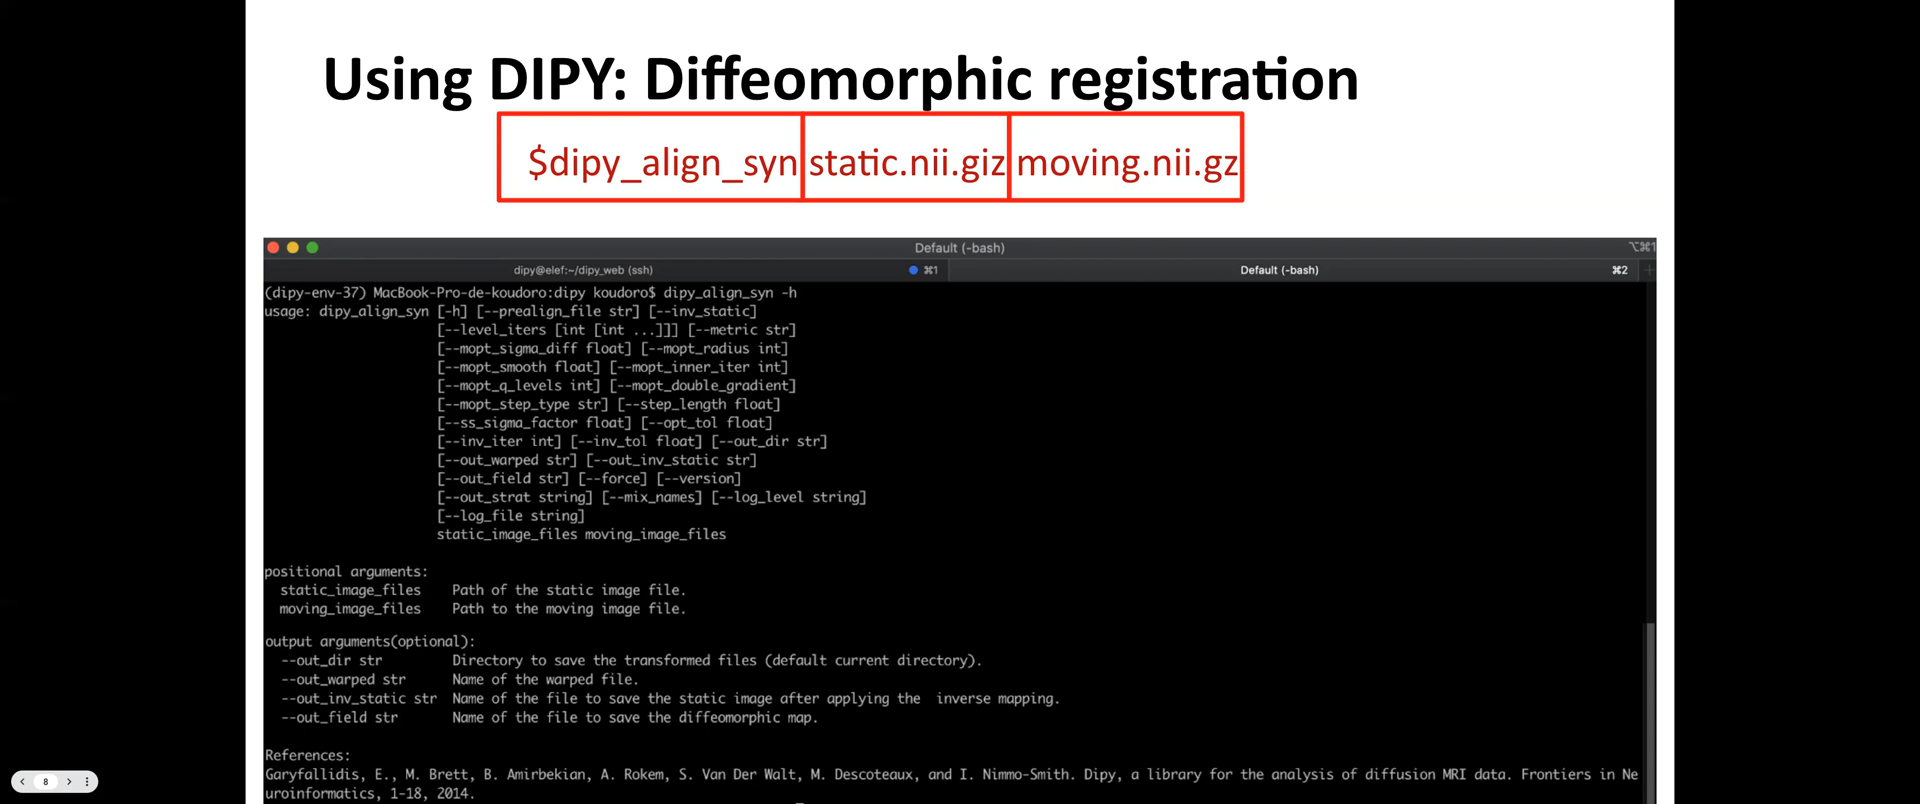 Using DIPY: Diffeomorphic registration
$dipy_align_syn static.nii.giz moving.nii.gz
Default (-bash)
⌥⌘1
dipy@elef:~/dipy_web (ssh)
⌘1
Default (-bash)
⌘2
(dipy-env-37) MacBook-Pro-de-koudoro:dipy koudoro$ dipy_align_syn -h
usage: dipy_align_syn [-h] [--prealign_file str] [--inv_static]
[--level_iters [int [int ...]]] [--metric str]
[--mopt_sigma_diff float] [--mopt_radius int]
[--mopt_smooth float] [--mopt_inner_iter int]
[--mopt_q_levels int] [--mopt_double_gradient]
[--mopt_step_type str] [--step_length float]
[--ss_sigma_factor float] [--opt_tol float]
[--inv_iter int] [--inv_tol float] [--out_dir str]
[--out_warped str] [--out_inv_static str]
[--out_field str] [--force] [--version]
[--out_strat string] [--mix_names] [--log_level string]
[--log_file string]
static_image_files moving_image_files
positional arguments:
static_image_files Path of the static image file.
moving_image_files Path to the moving image file.
output arguments(optional):
--out_dir str Directory to save the transformed files (default current directory).
--out_warped str Name of the warped file.
--out_inv_static str Name of the file to save the static image after applying the inverse mapping.
--out_field str Name of the file to save the diffeomorphic map.
References:
Garyfallidis, E., M. Brett, B. Amirbekian, A. Rokem, S. Van Der Walt, M. Descoteaux, and I. Nimmo-Smith. Dipy, a library for the analysis of diffusion MRI data. Frontiers in Ne
uroinformatics, 1-18, 2014.
8